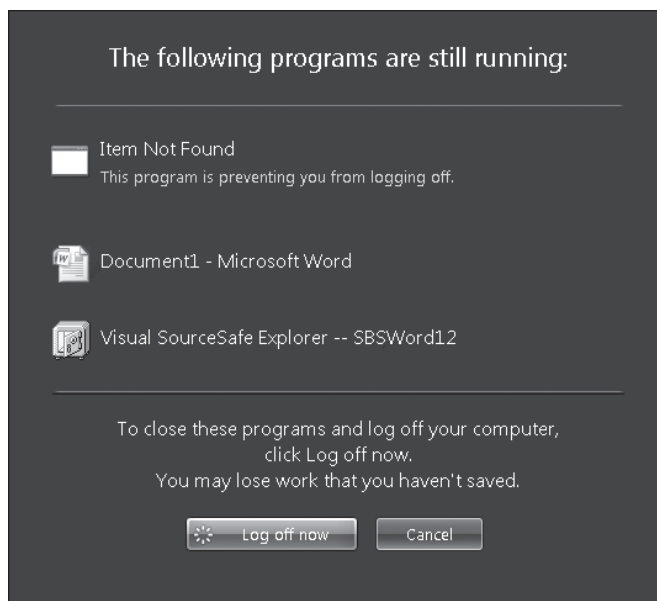 The following programs are still running:
Item Not Found
This program is preventing you from logging off.
Document1 - Microsoft Word
Visual SourceSafe Explorer -- SBSWord12
To close these programs and log off your computer,
click Log off now.
You may lose work that you haven't saved.
Log off now
Cancel